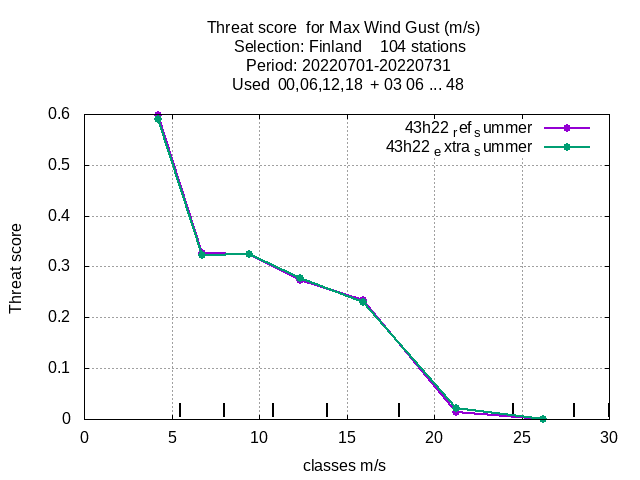 Threat score for Max Wind Gust (m/s)
Selection: Finland 104 stations
Period: 20220701-20220731
Used 00,06,12,18 + 03 06 ... 48
43h22 ref summer
43h22 extra summer
Threat score
0.6
0.5
0.4
0.3
0.2
0.1
0
0 5 10 15 20 25 30
classes m/s